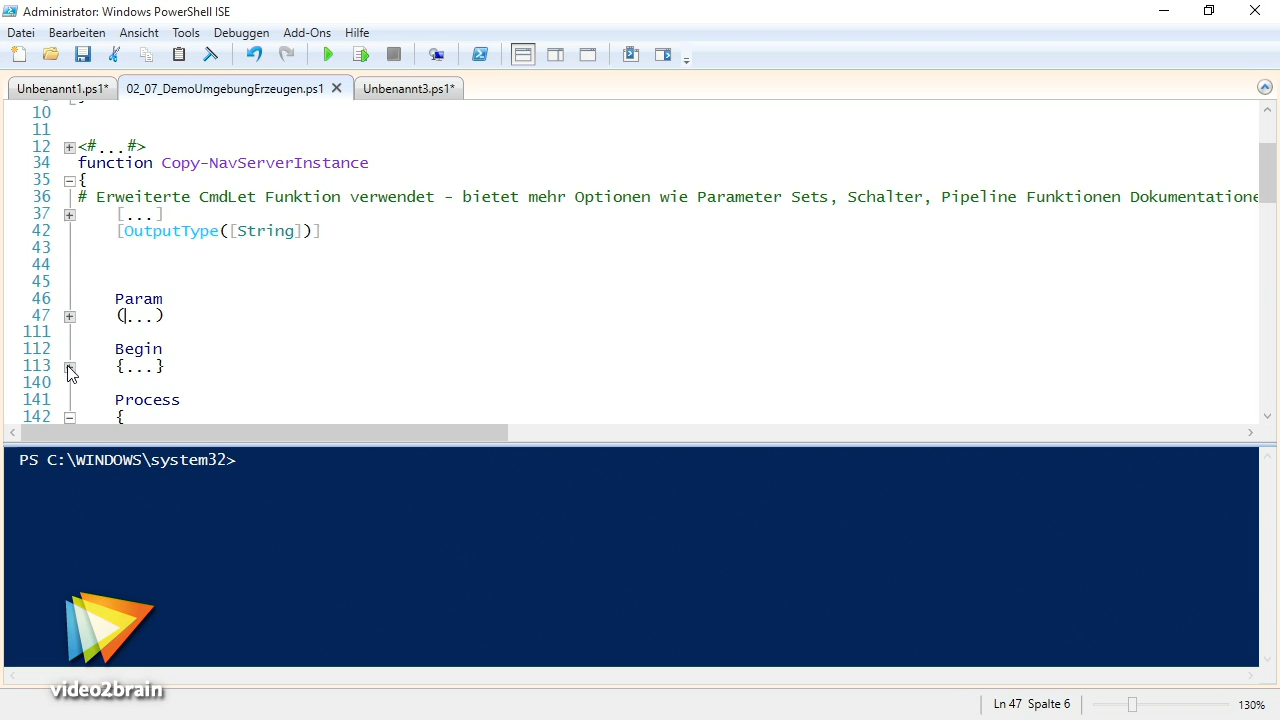 Administrator: Windows PowerShell ISE
Datei Bearbeiten Ansicht Tools Debuggen Add-Ons Hilfe
Unbenannt1.ps1* 02_07_DemoUmgebungErzeugen.ps1 Unbenannt3.ps1*
10
11
12 <#...#>
34 function Copy-NavServerInstance
35 {
36 # Erweiterte CmdLet Funktion verwendet - bietet mehr Optionen wie Parameter Sets, Schalter, Pipeline Funktionen Dokumentatione
37 [...]
42 [OutputType([String])]
43
44
45
46 Param
47 (...)
111
112 Begin
113 {...}
140
141 Process
142 {
PS C:\WINDOWS\system32>
video2brain
Ln 47 Spalte 6 130%